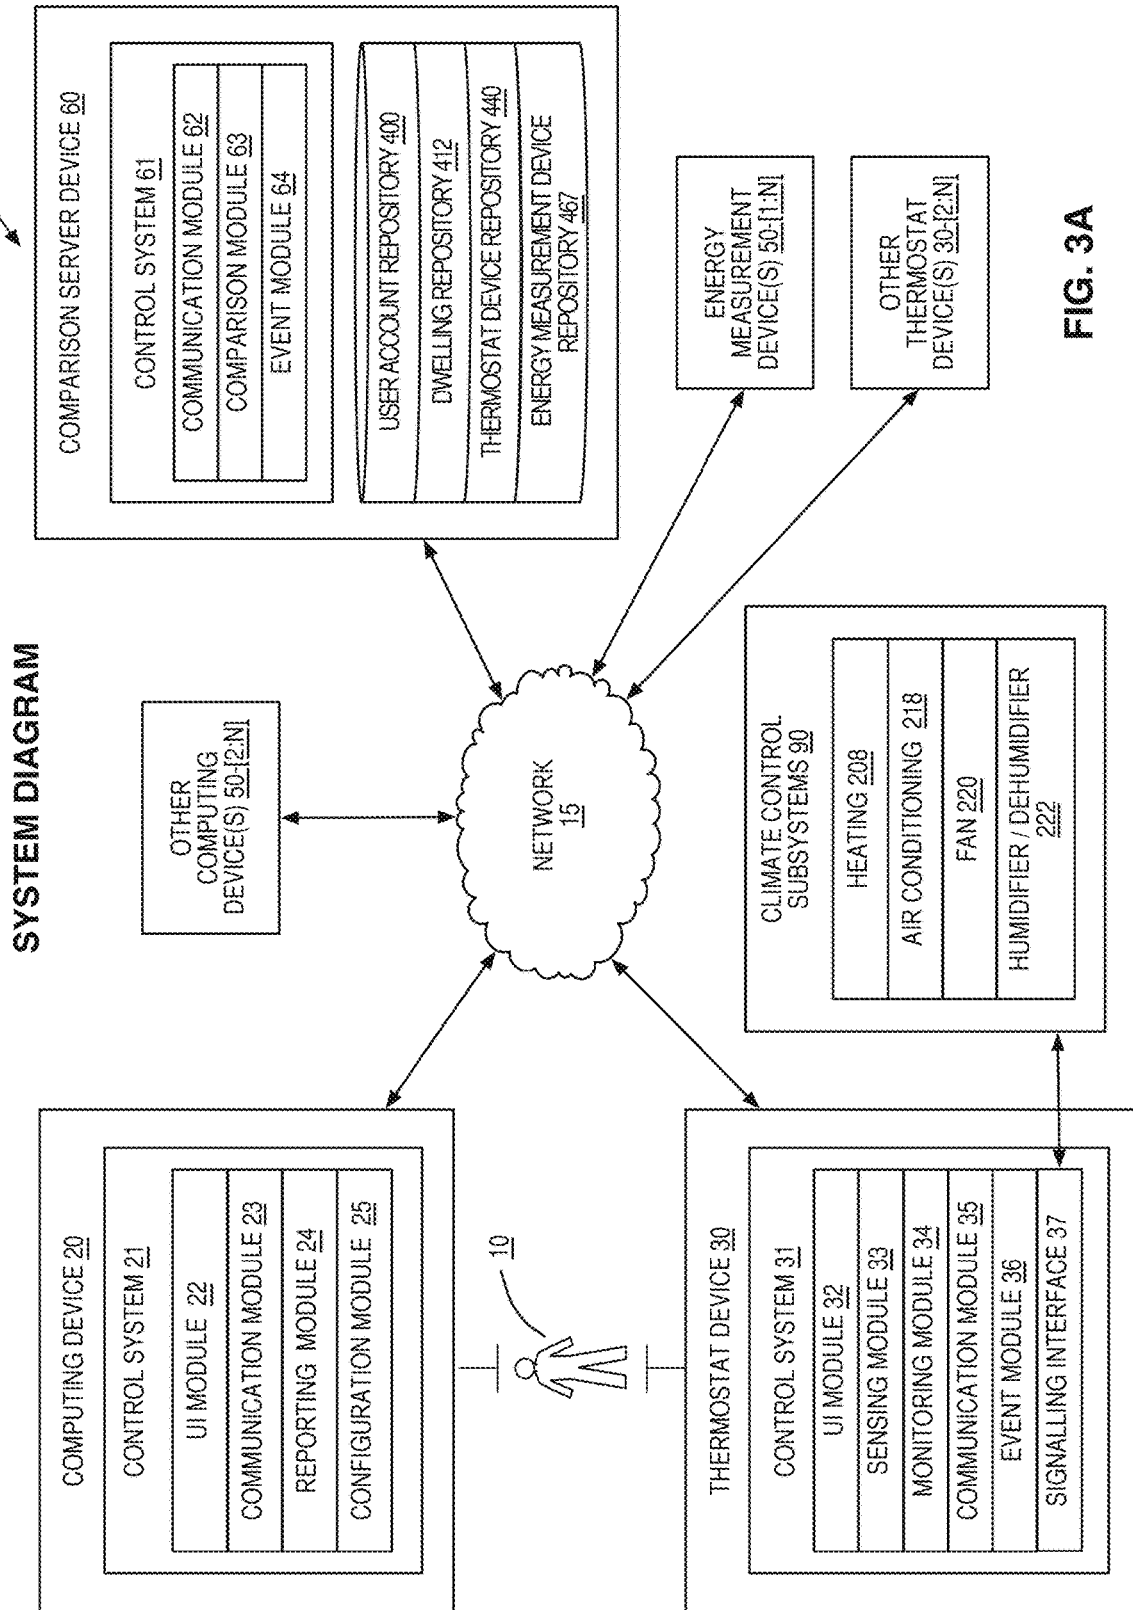 SYSTEM DIAGRAM
COMPUTING DEVICE 20
CONTROL SYSTEM 21
UI MODULE 22
COMMUNICATION MODULE 23
REPORTING MODULE 24
CONFIGURATION MODULE 25
10
THERMOSTAT DEVICE 30
CONTROL SYSTEM 31
UI MODULE 32
SENSING MODULE 33
MONITORING MODULE 34
COMMUNICATION MODULE 35
EVENT MODULE 36
SIGNALLING INTERFACE 37
OTHER
COMPUTING
DEVICE(S) 50-[2:N]
NETWORK
15
CLIMATE CONTROL
SUBSYSTEMS 90
HEATING 208
AIR CONDITIONING 218
FAN 220
HUMIDIFIER / DEHUMIDIFIER
222
COMPARISON SERVER DEVICE 60
CONTROL SYSTEM 61
COMMUNICATION MODULE 62
COMPARISON MODULE 63
EVENT MODULE 64
USER ACCOUNT REPOSITORY 400
DWELLING REPOSITORY 412
THERMOSTAT DEVICE REPOSITORY 440
ENERGY MEASUREMENT DEVICE
REPOSITORY 467
ENERGY
MEASUREMENT
DEVICE(S) 50-[1:N]
OTHER
THERMOSTAT
DEVICE(S) 30-[2:N]
FIG. 3A